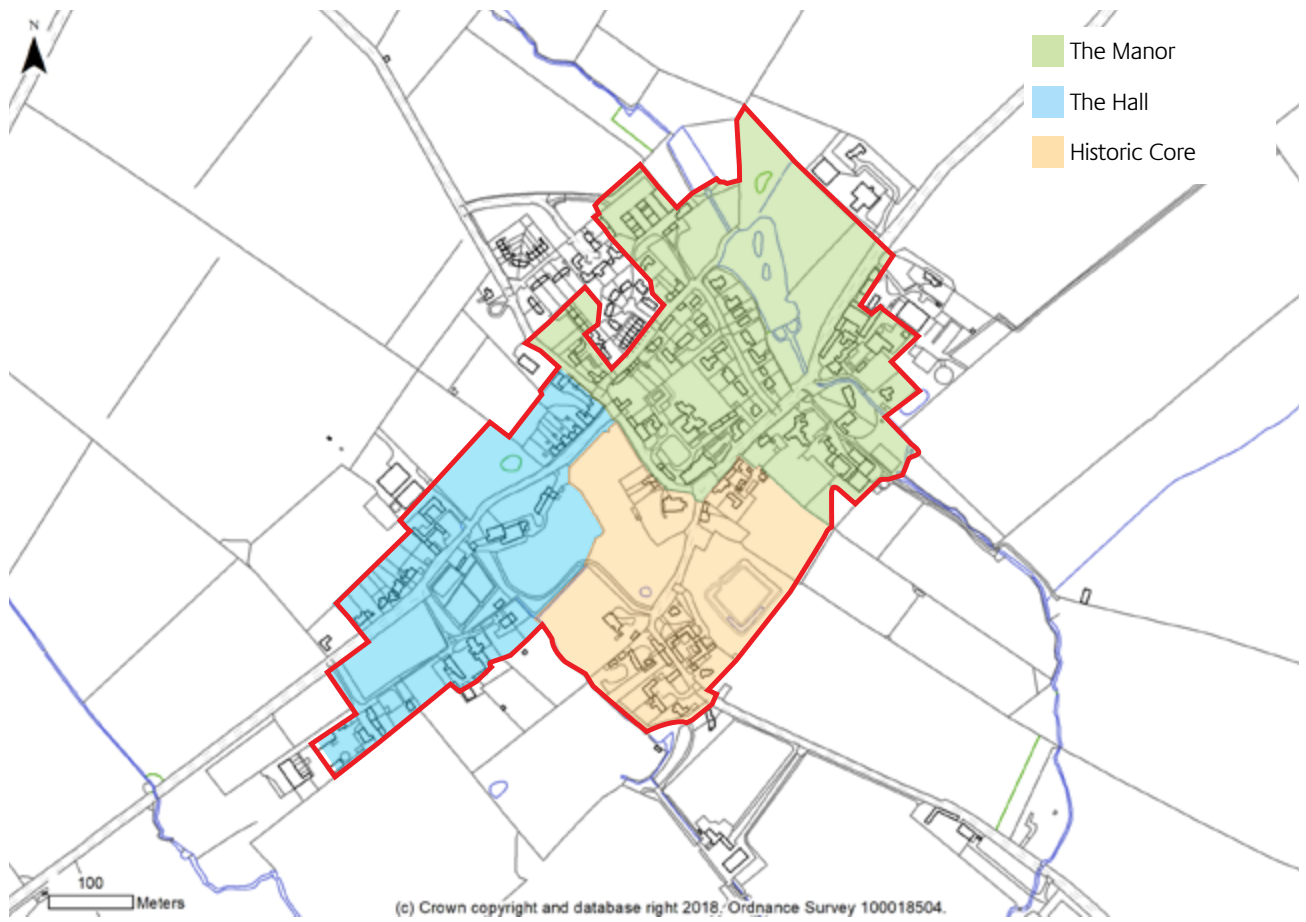 N
The Manor
The Hall
Historic Core
100
Meters
(c) Crown copyright and database right 2018. Ordnance Survey 100018504.